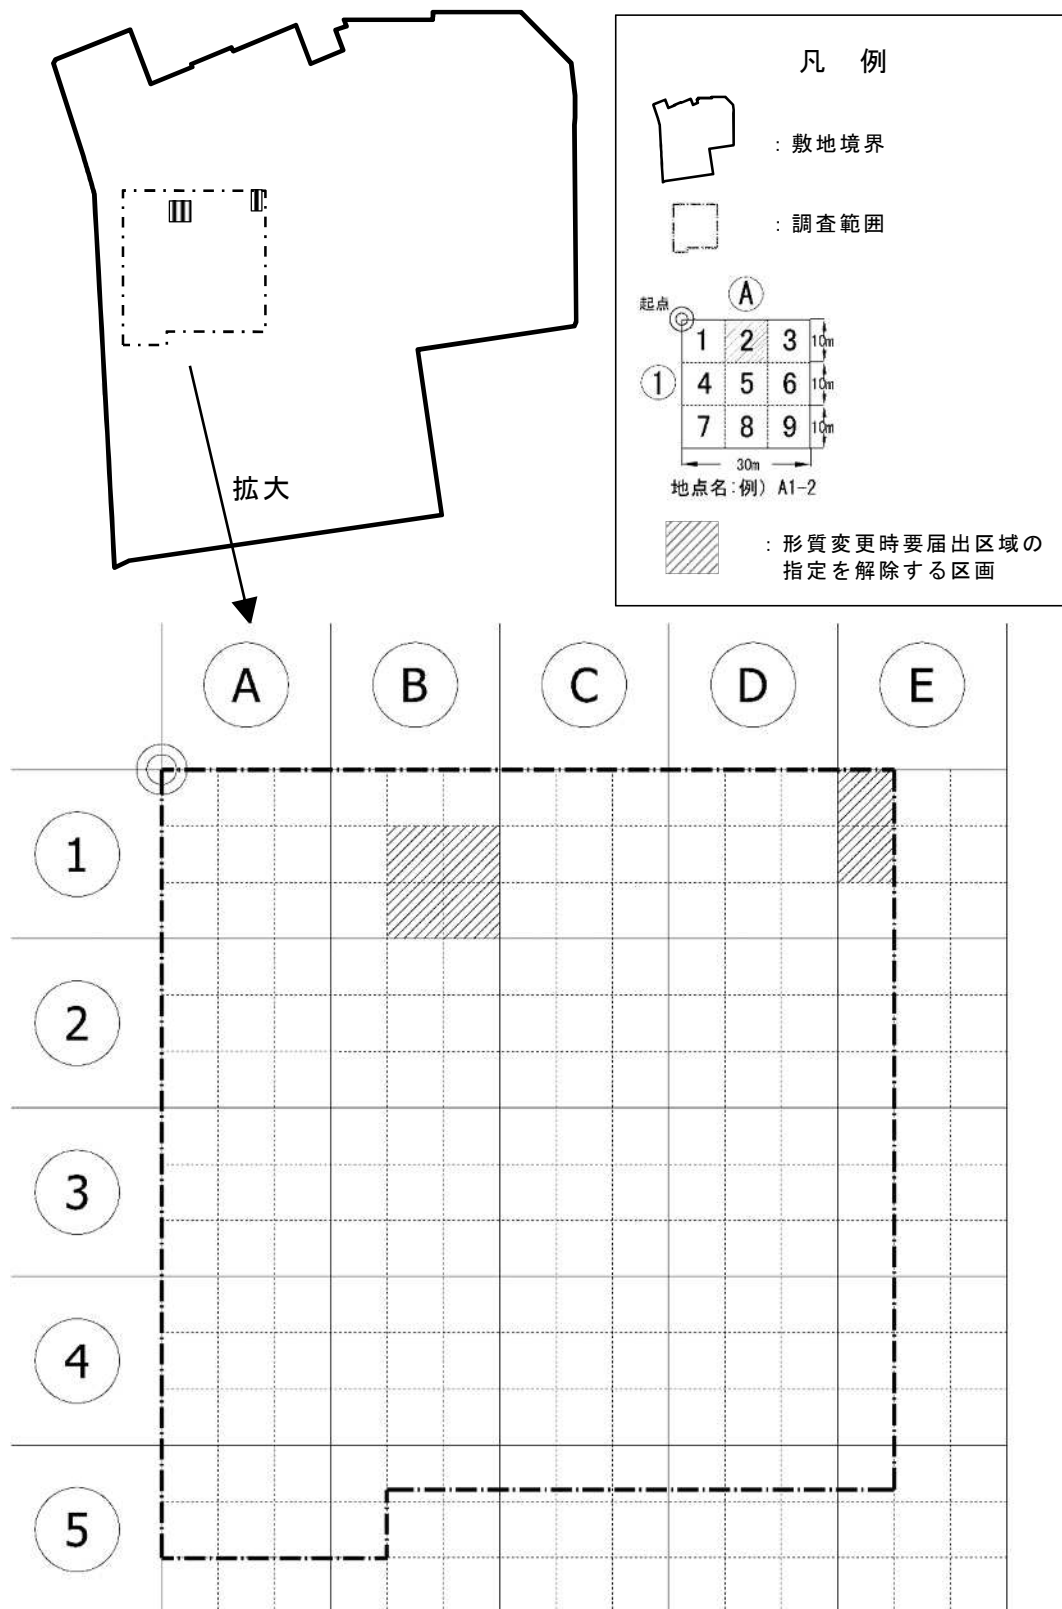 凡 例
：敷地境界
：調査範囲
起点
A
1 2 3 10m
1 4 5 6 10m
7 8 9 10m
30m
地点名:例) A1-2
：形質変更時要届出区域の
指定を解除する区画
拡大
A B C D E
1
2
3
4
5